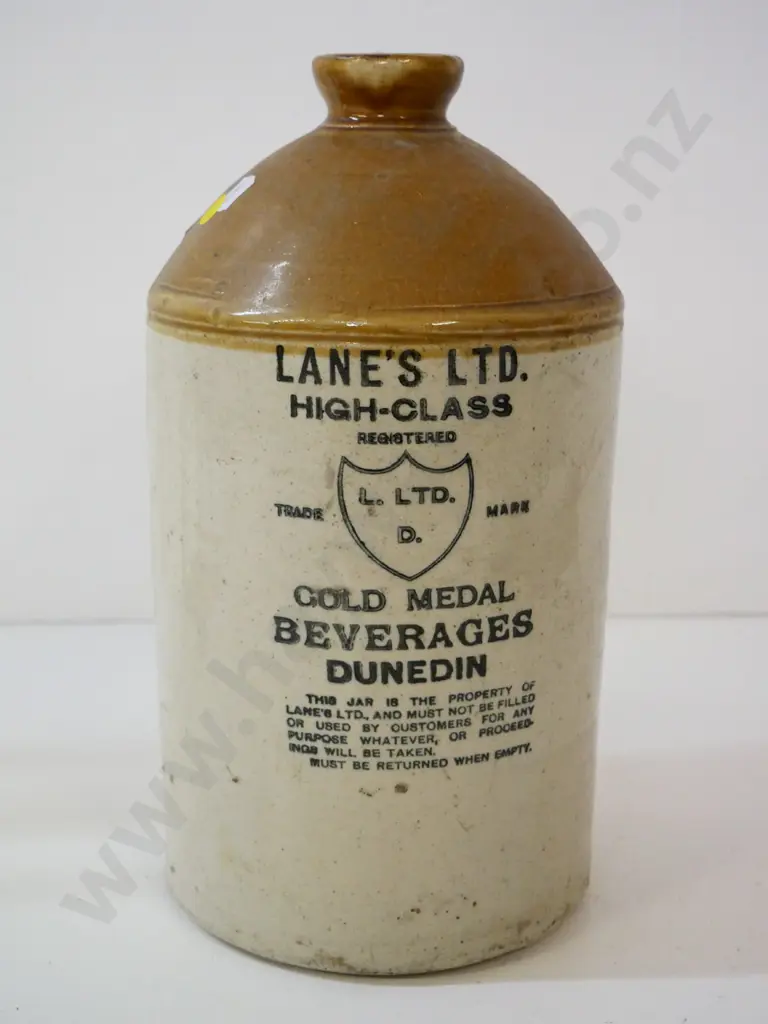 LANE'S LTD.
HIGH-CLASS
REGISTERED
L. LTD.
TRADE MARK
D.
GOLD MEDAL
BEVERAGES
DUNEDIN
THIS JAR IS THE PROPERTY OF
LANE'S LTD., AND MUST NOT BE FILLED
OR USED BY CUSTOMERS FOR ANY
PURPOSE WHATEVER, OR PROCEED-
INGS WILL BE TAKEN.
MUST BE RETURNED WHEN EMPTY.